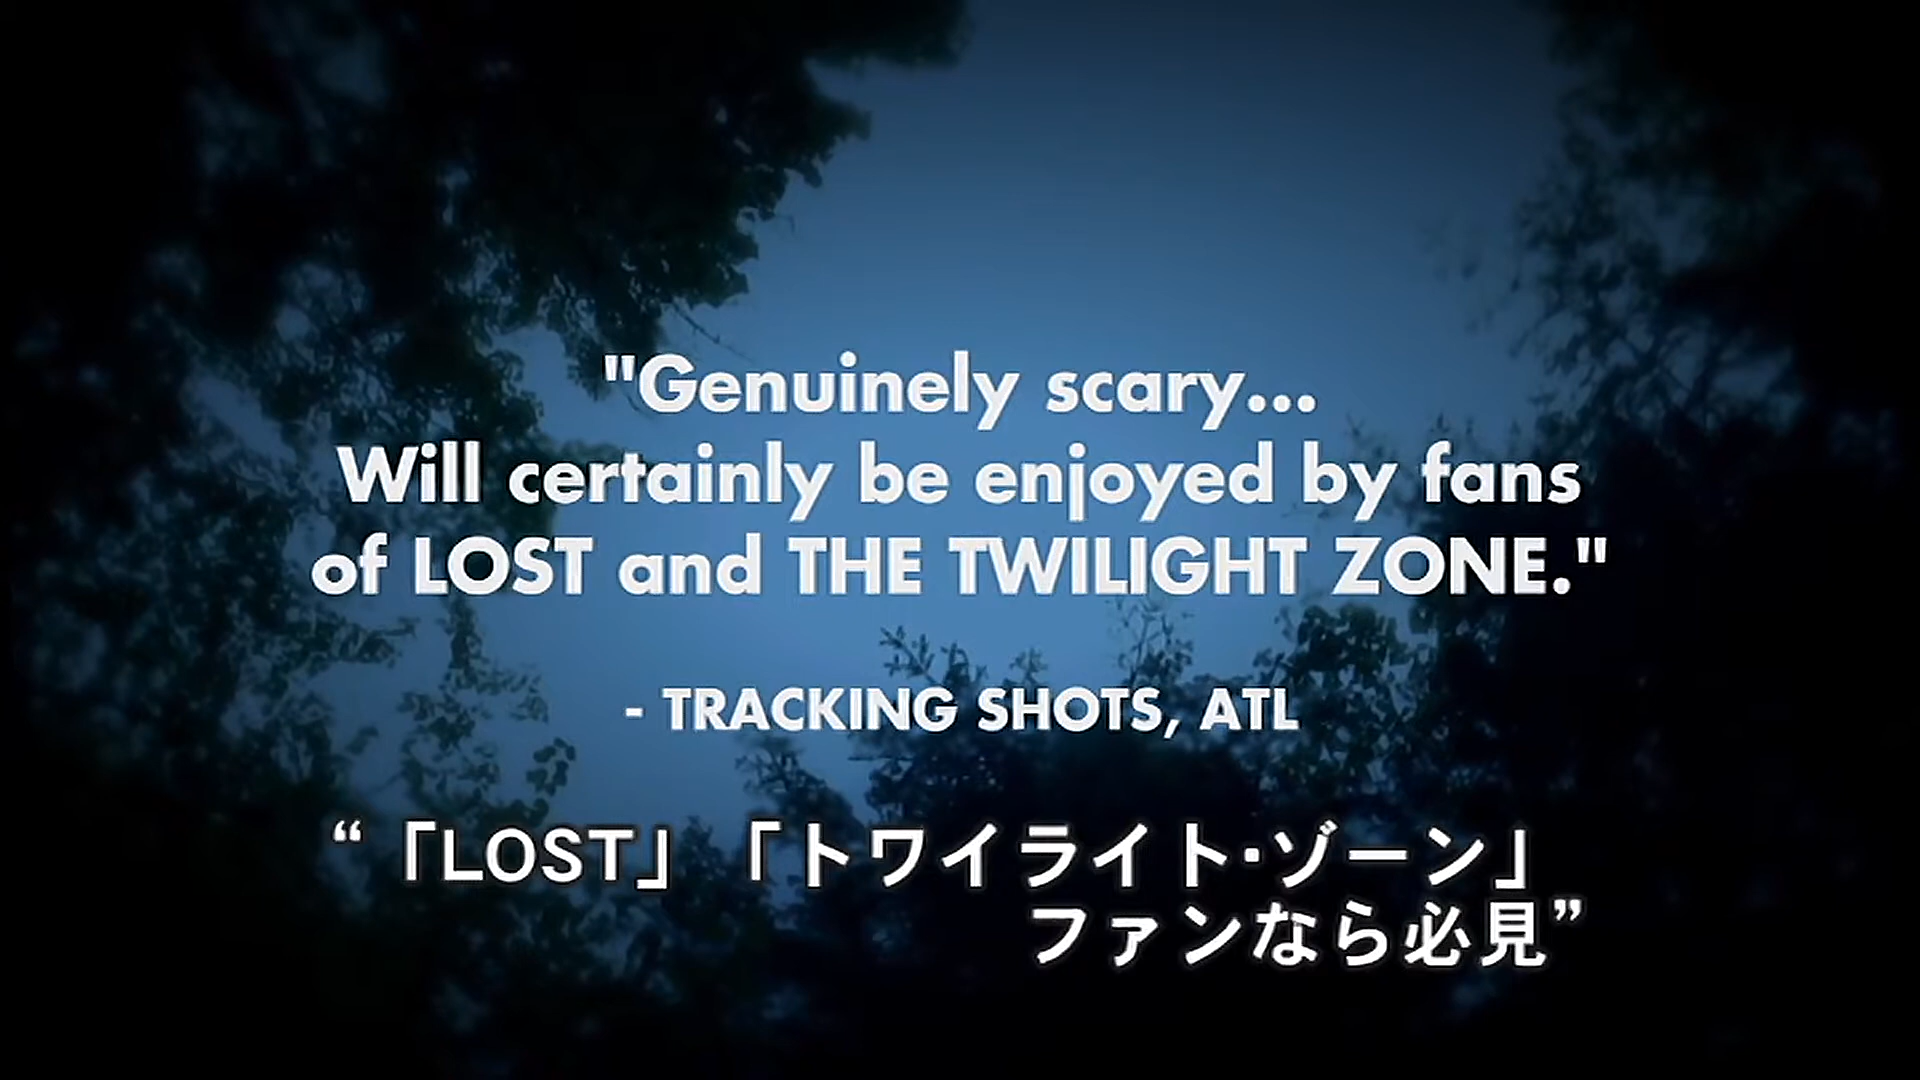 "Genuinely scary...
Will certainly be enjoyed by fans
of LOST and THE TWILIGHT ZONE."
- TRACKING SHOTS, ATL
“「LOST」「トワイライト・ゾーン」
ファンなら必見”